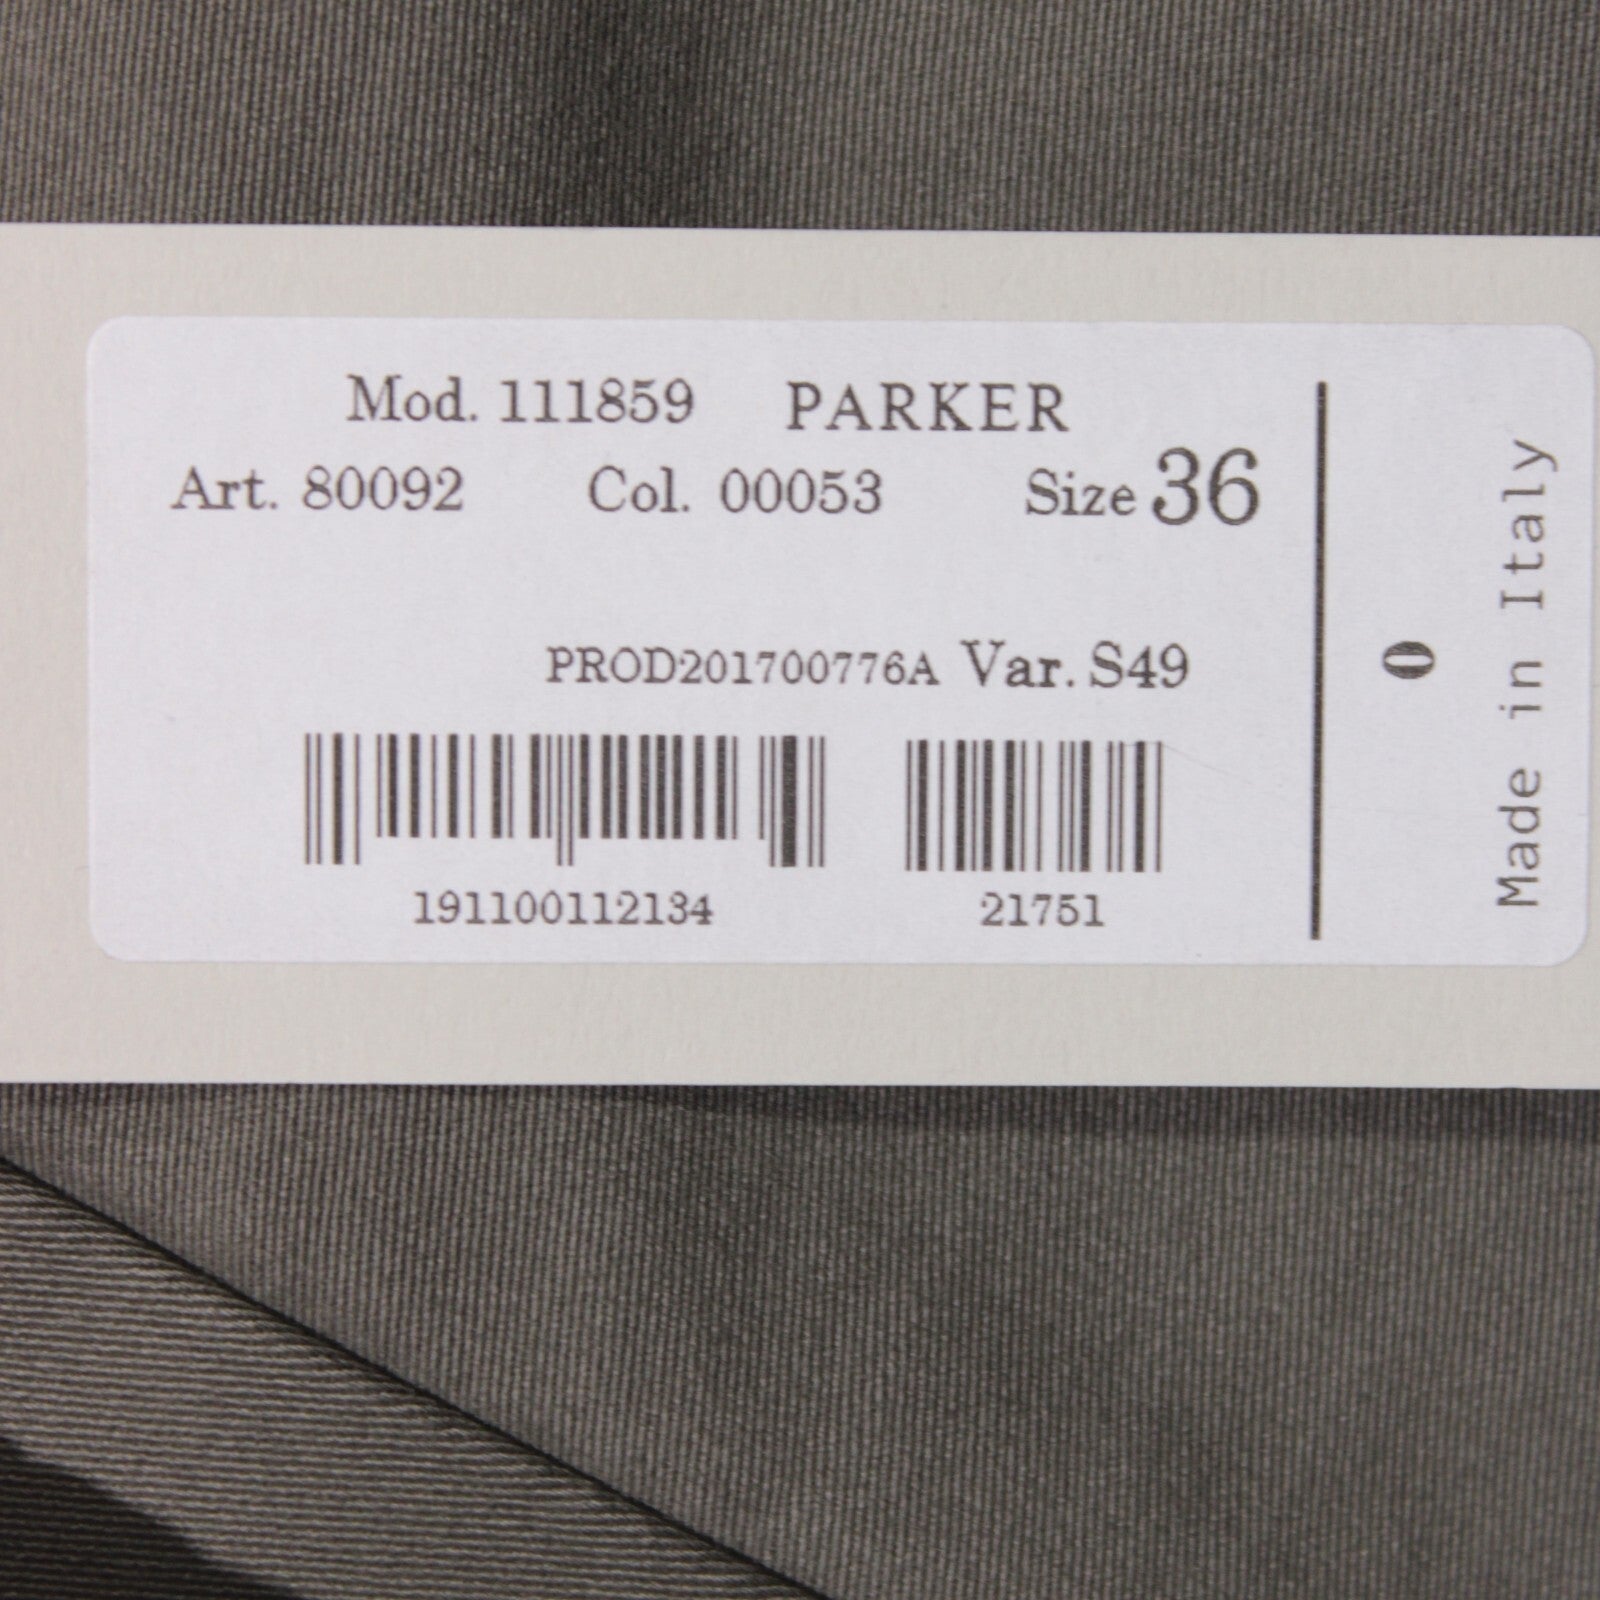 Mod. 111859 PARKER
Art. 80092 Col. 00053 Size 36
PROD201700776A Var. S49
191100112134 21751
0
Made in Italy